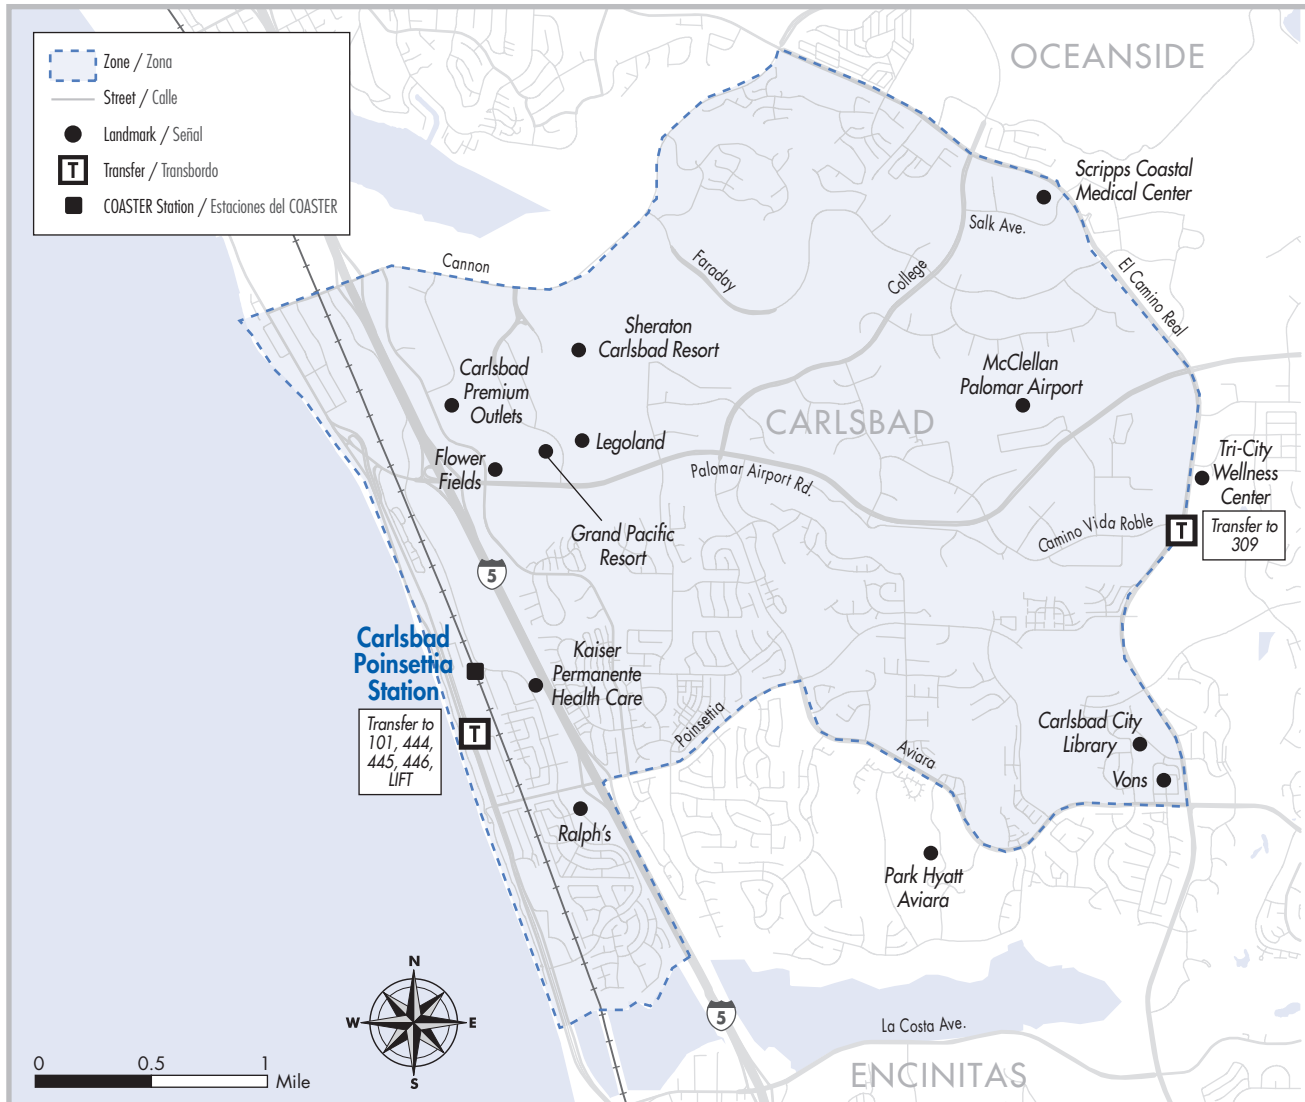 Zone / Zona
Street / Calle
Landmark / Señal
T
Transfer / Transbordo
COASTER Station / Estaciones del COASTER
OCEANSIDE
Scripps Coastal
Medical Center
Salk Ave.
El Camino Real
Cannon
Faraday
College
Sheraton
Carlsbad Resort
Carlsbad
Premium
Outlets
McClellan
Palomar Airport
CARLSBAD
Legoland
Flower
Fields
Palomar Airport Rd.
Tri-City
Wellness
Center
Grand Pacific
Resort
Camino Vida Roble
T
Transfer to
309
5
Carlsbad
Poinsettia
Station
Kaiser
Permanente
Health Care
Transfer to
101, 444,
445, 446,
LIFT
T
Poinsettia
Aviara
Carlsbad City
Library
Vons
Ralph's
Park Hyatt
Aviara
N
W
E
S
5
La Costa Ave.
ENCINITAS
0
0.5
1
Mile